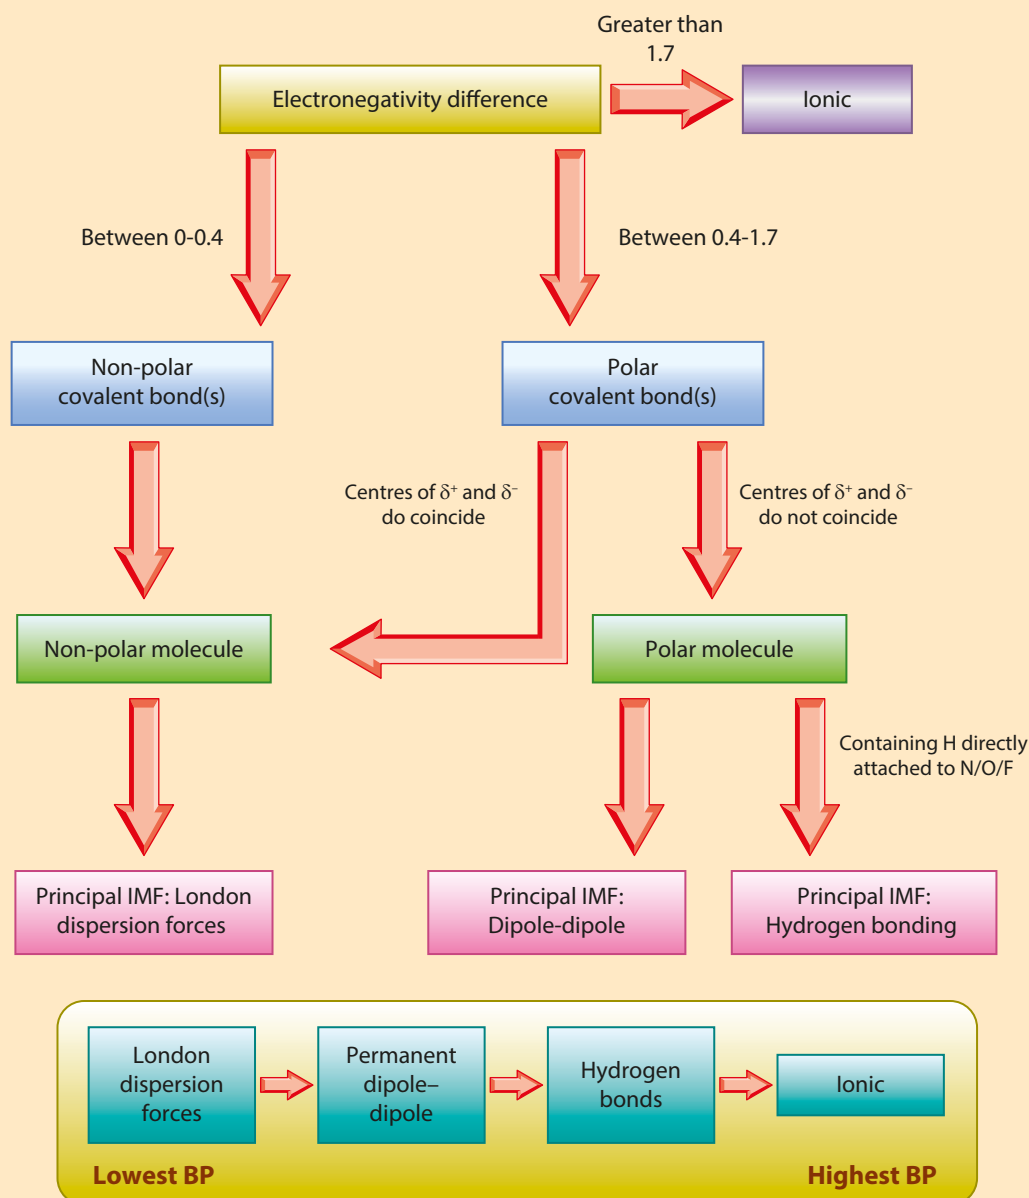 Greater than
1.7
Electronegativity difference
Ionic
Between 0-0.4
Between 0.4-1.7
Non-polar
covalent bond(s)
Polar
covalent bond(s)
Centres of δ⁺ and δ⁻
do coincide
Centres of δ⁺ and δ⁻
do not coincide
Non-polar molecule
Polar molecule
Containing H directly
attached to N/O/F
Principal IMF: London
dispersion forces
Principal IMF:
Dipole-dipole
Principal IMF:
Hydrogen bonding
London
dispersion
forces
Permanent
dipole–
dipole
Hydrogen
bonds
Ionic
Lowest BP
Highest BP